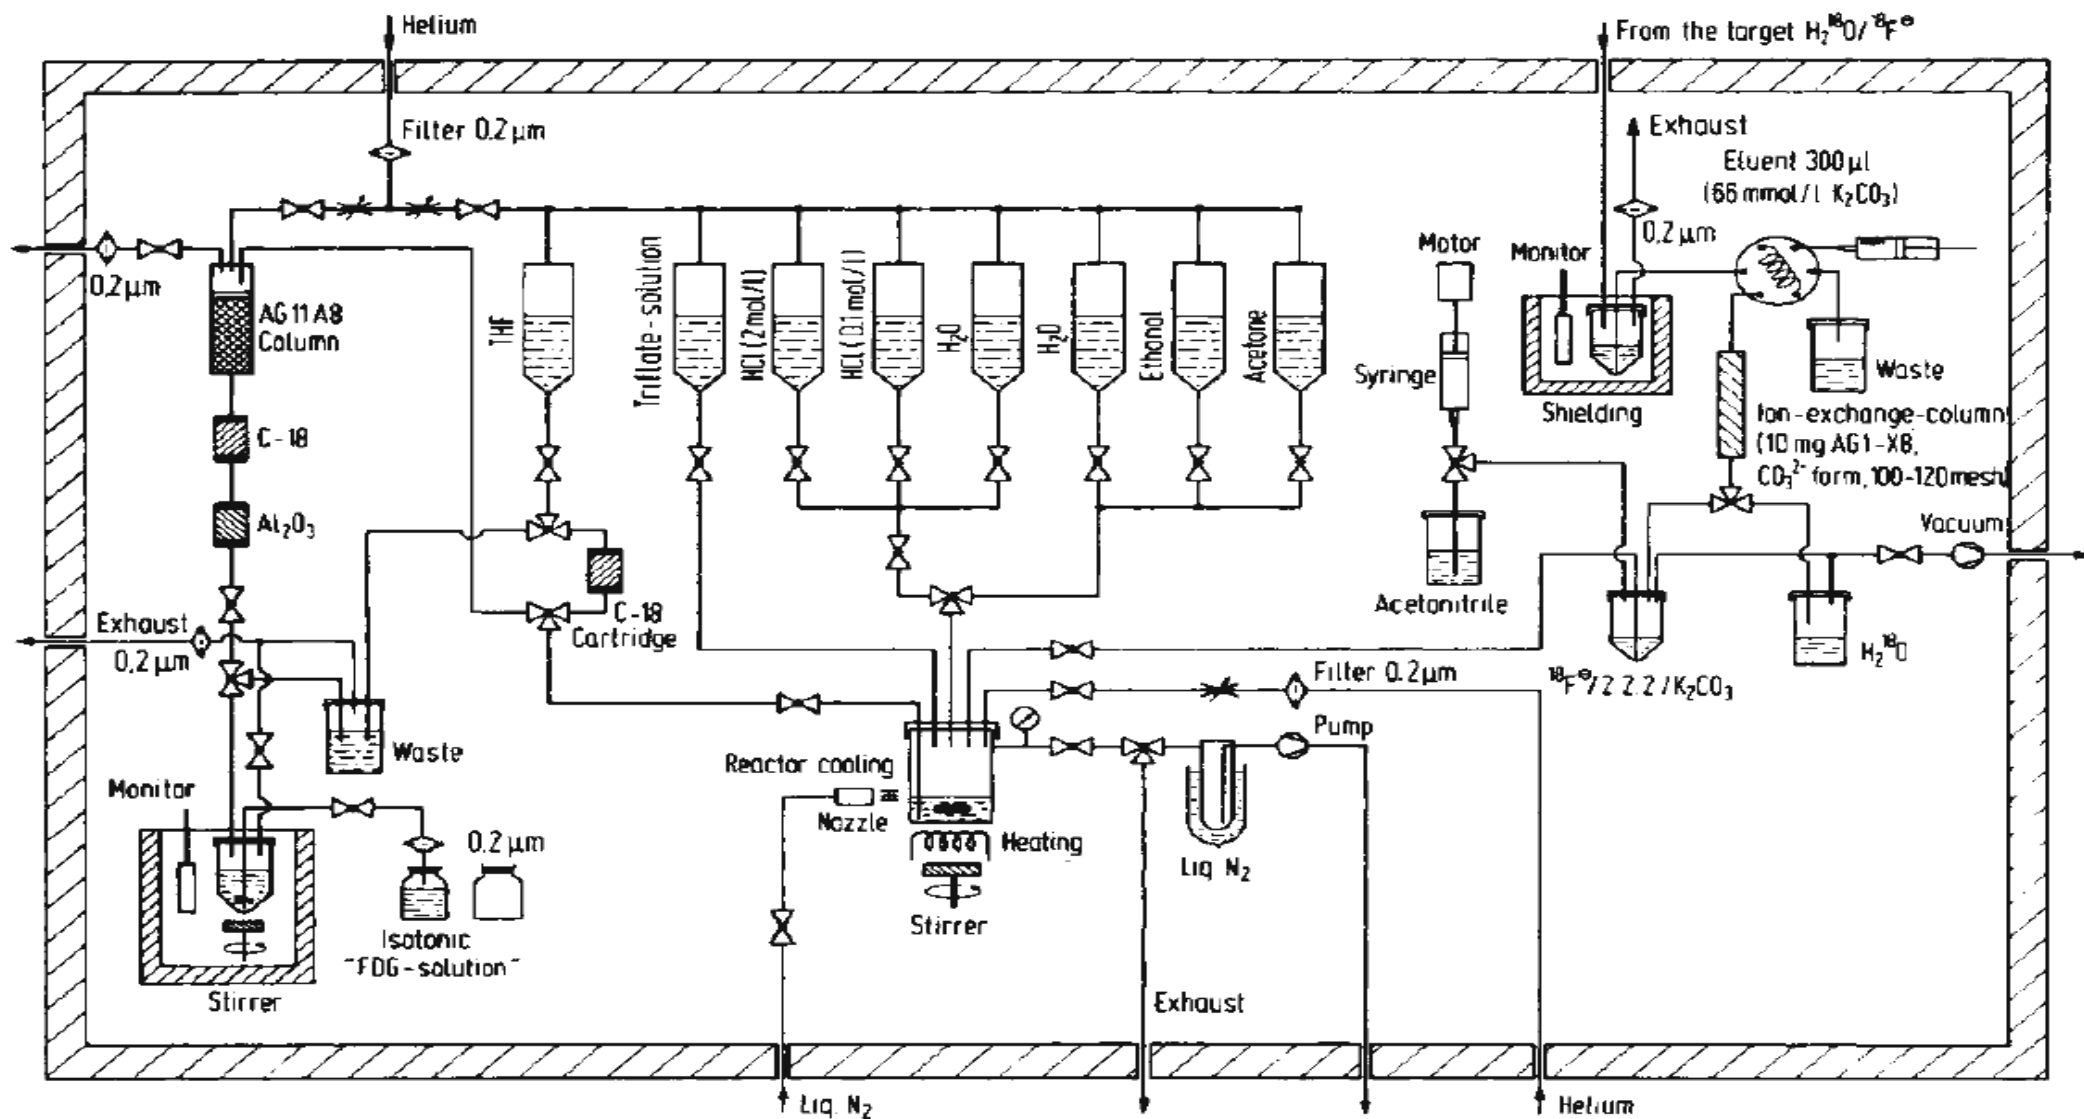 Helium
From the target H₂¹⁸O/¹⁸F⊖
Filter 0.2 µm
Exhaust
Eluent 300 µl
(66 mmol/l K₂CO₃)
0,2 µm
0,2 µm
Motor
Monitor
AG 11 A8
Column
THF
Triflate-solution
HCl (2 mol/l)
HCl (0.1 mol/l)
H₂O
H₂O
Ethanol
Acetone
Syringe
Shielding
Waste
Ion-exchange-column
(10 mg AG1-X8,
CO₃²⁻ form, 100-120 mesh)
C-18
Al₂O₃
Vacuum
C-18
Cartridge
Acetonitrile
Exhaust
0,2 µm
¹⁸F⊖/2.2.2/K₂CO₃
H₂¹⁸O
Filter 0.2 µm
Pump
Waste
Reactor cooling
Nozzle
Heating
Liq. N₂
Monitor
0.2 µm
Stirrer
Isotonic
"FDG-solution"
Stirrer
Exhaust
Liq. N₂
Helium